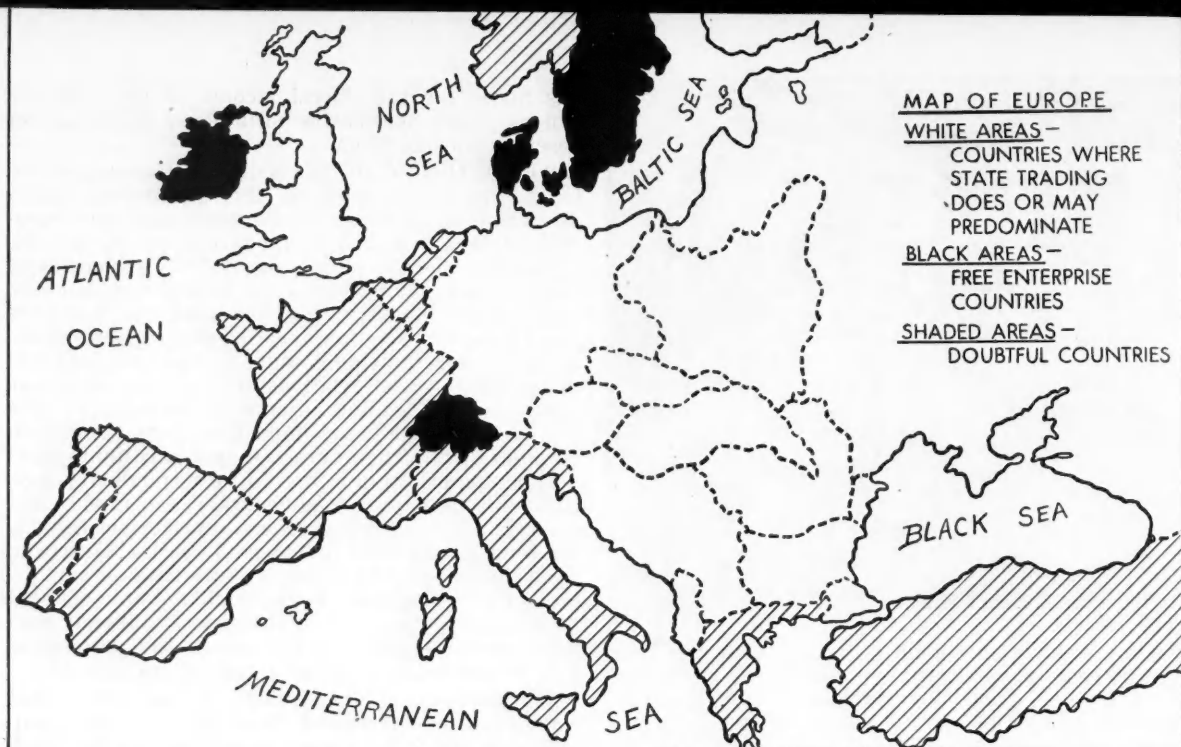 NORTH
SEA
BALTIC SEA
ATLANTIC
OCEAN
BLACK SEA
MEDITERRANEAN SEA
MAP OF EUROPE
WHITE AREAS–
COUNTRIES WHERE
STATE TRADING
DOES OR MAY
PREDOMINATE
BLACK AREAS–
FREE ENTERPRISE
COUNTRIES
SHADED AREAS–
DOUBTFUL COUNTRIES